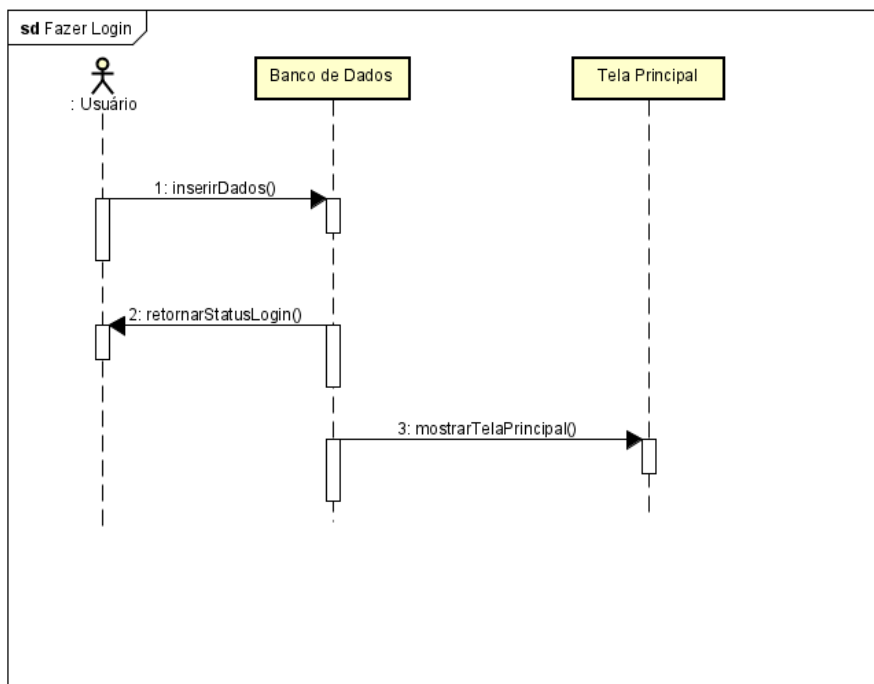 sd Fazer Login
: Usuário
Banco de Dados
Tela Principal
1: inserirDados()
2: retornarStatusLogin()
3: mostrarTelaPrincipal()